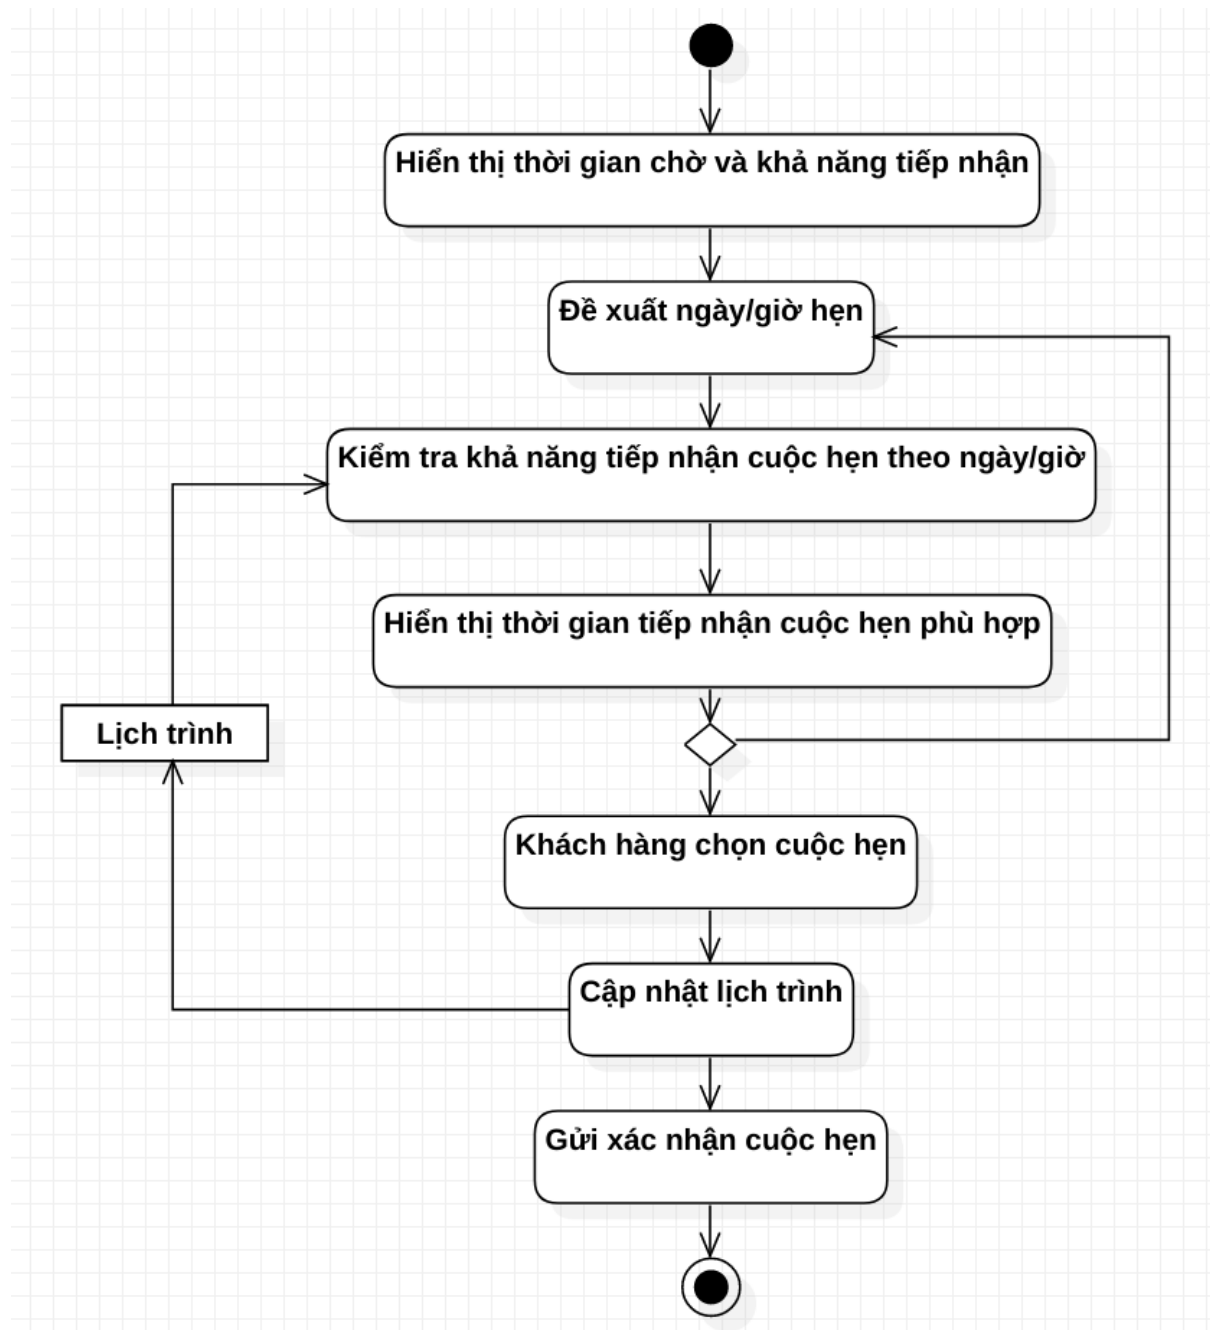 Hiển thị thời gian chờ và khả năng tiếp nhận
Đề xuất ngày/giờ hẹn
Kiểm tra khả năng tiếp nhận cuộc hẹn theo ngày/giờ
Hiển thị thời gian tiếp nhận cuộc hẹn phù hợp
Lịch trình
Khách hàng chọn cuộc hẹn
Cập nhật lịch trình
Gửi xác nhận cuộc hẹn